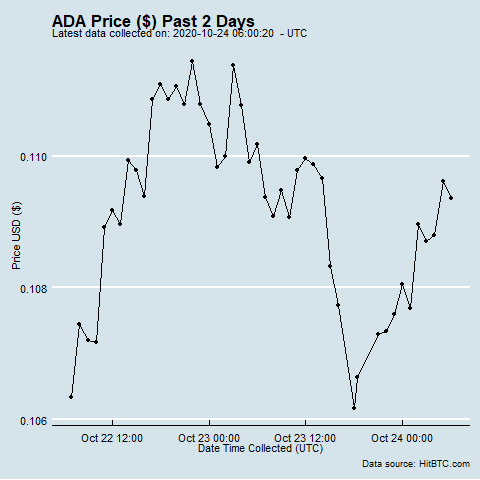 ADA Price ($) Past 2 Days
Latest data collected on: 2020-10-24 06:00:20  - UTC
Price USD ($)
0.110
0.108
0.106
Oct 22 12:00 Oct 23 00:00 Oct 23 12:00 Oct 24 00:00
Date Time Collected (UTC)
Data source: HitBTC.com